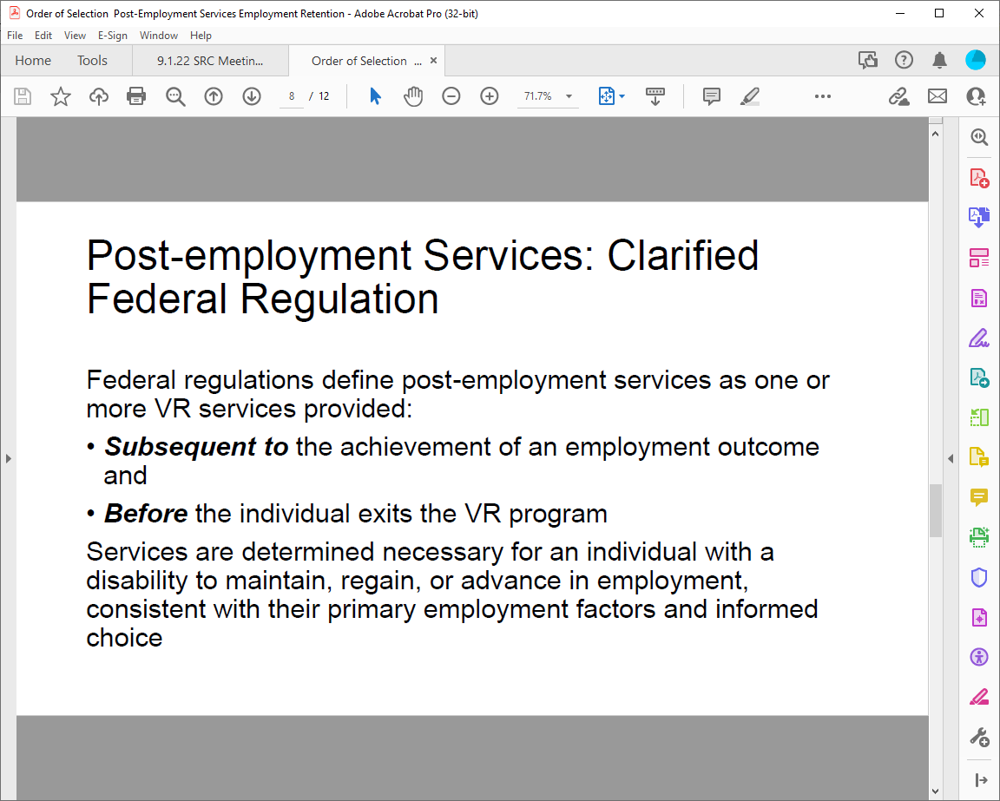 Order of Selection  Post-Employment Services Employment Retention - Adobe Acrobat Pro (32-bit)
File Edit View E-Sign Window Help
Home Tools 9.1.22 SRC Meetin... Order of Selection ... ×
8 / 12 71.7%
Post-employment Services: Clarified
Federal Regulation
Federal regulations define post-employment services as one or
more VR services provided:
• Subsequent to the achievement of an employment outcome
and
• Before the individual exits the VR program
Services are determined necessary for an individual with a
disability to maintain, regain, or advance in employment,
consistent with their primary employment factors and informed
choice